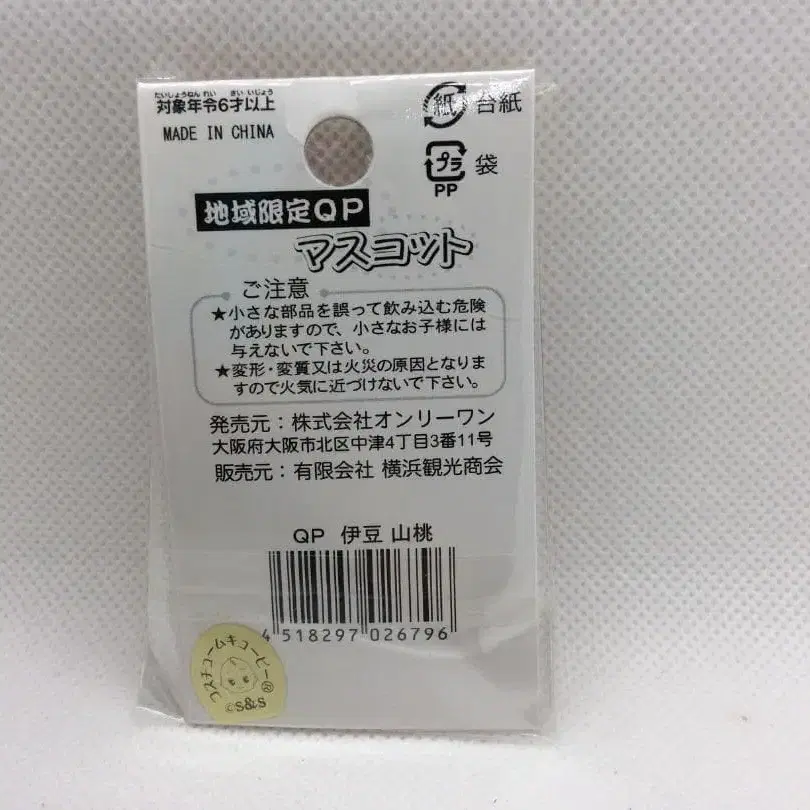 たいしょうねんれい さいいじょう
対象年令6才以上
MADE IN CHINA
紙 台紙
プラ 袋
PP
地域限定QP
マスコット
ご注意
★小さな部品を誤って飲み込む危険
がありますので、小さなお子様には
与えないで下さい。
★変形・変質又は火災の原因となりま
すので火気に近づけないで下さい。
発売元：株式会社オンリーワン
大阪府大阪市北区中津4丁目3番11号
販売元：有限会社 横浜観光商会
QP 伊豆 山桃
4 518297 026796
コスチュームキューピー®
©S&S